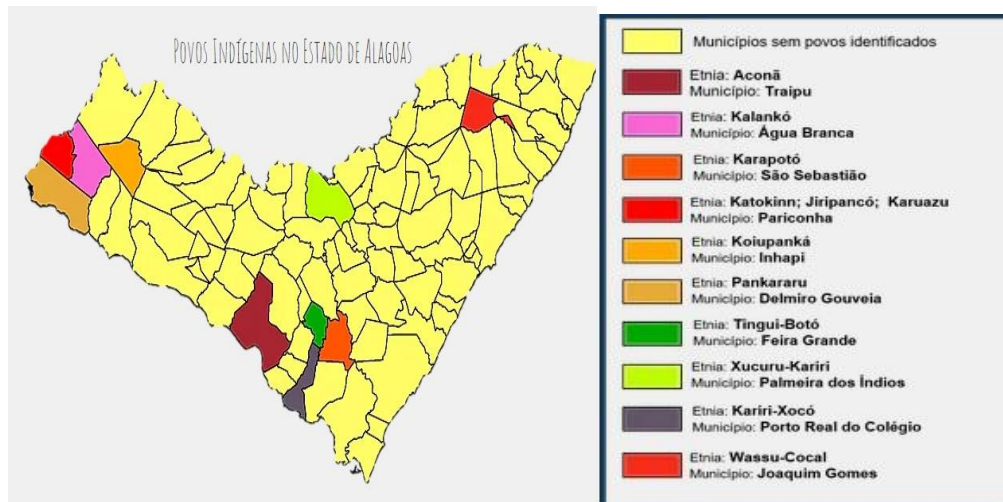 Povos Indígenas no Estado de Alagoas
Municípios sem povos identificados
Etnia: Aconã
Município: Traipu
Etnia: Kalankó
Município: Água Branca
Etnia: Karapotó
Município: São Sebastião
Etnia: Katokinn; Jiripancó; Karuazu
Município: Pariconha
Etnia: Koiupanká
Município: Inhapi
Etnia: Pankararu
Município: Delmiro Gouveia
Etnia: Tingui-Botó
Município: Feira Grande
Etnia: Xucuru-Kariri
Município: Palmeira dos Índios
Etnia: Kariri-Xocó
Município: Porto Real do Colégio
Etnia: Wassu-Cocal
Município: Joaquim Gomes